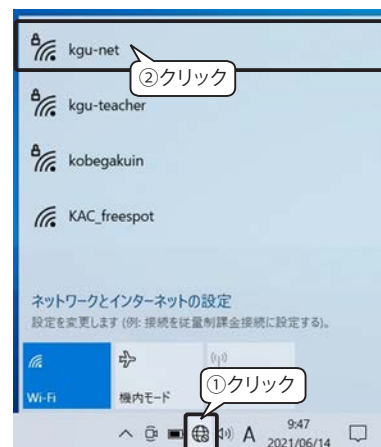 kgu-net
②クリック
kgu-teacher
kobegakuin
KAC_freespot
ネットワークとインターネットの設定
設定を変更します (例: 接続を従量制課金接続に設定する)。
①クリック
Wi-Fi
機内モード
A
9:47
2021/06/14